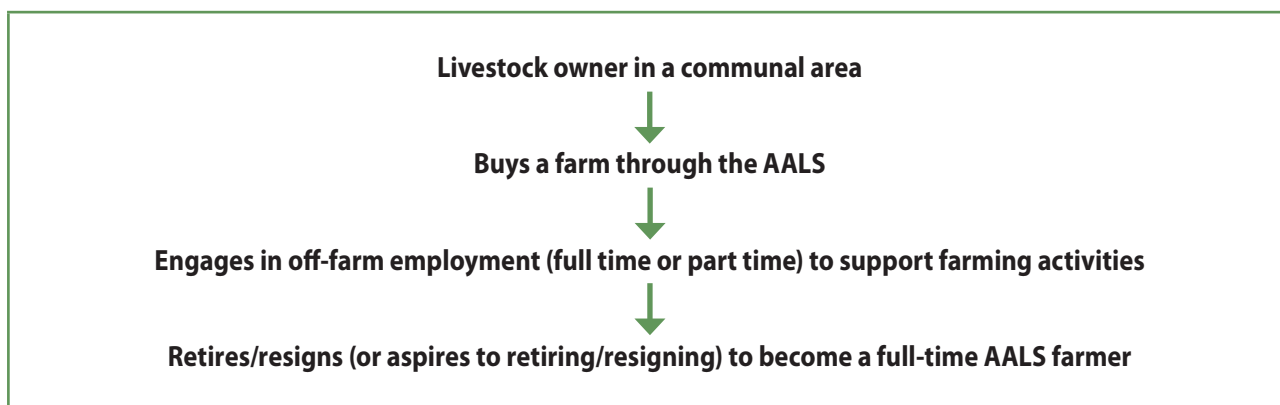 Livestock owner in a communal area
Buys a farm through the AALS
Engages in off-farm employment (full time or part time) to support farming activities
Retires/resigns (or aspires to retiring/resigning) to become a full-time AALS farmer